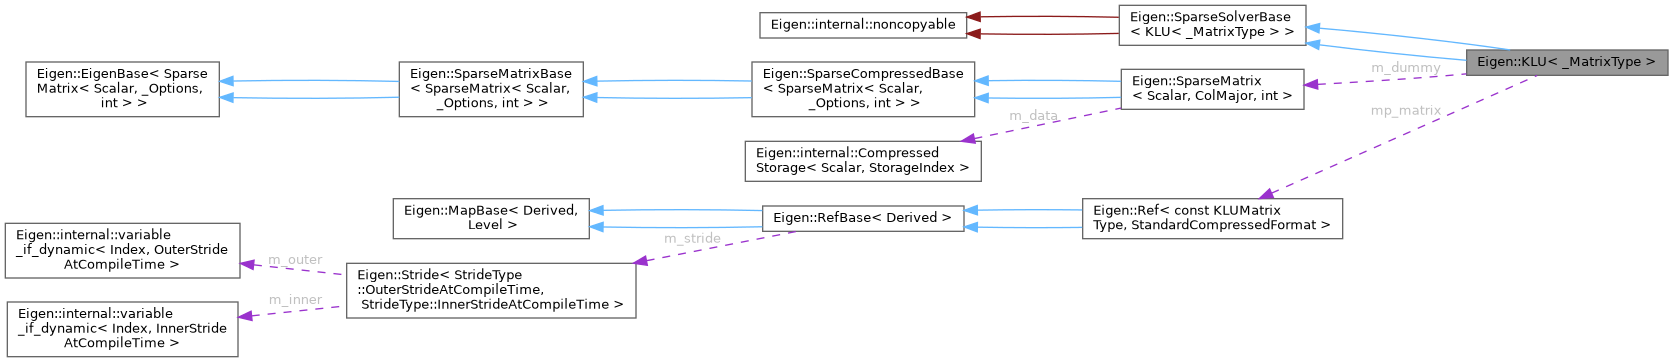 Eigen::internal::noncopyable
Eigen::SparseSolverBase
< KLU< _MatrixType > >
Eigen::KLU< _MatrixType >
Eigen::EigenBase< Sparse
Matrix< Scalar, _Options,
int > >
Eigen::SparseMatrixBase
< SparseMatrix< Scalar,
_Options, int > >
Eigen::SparseCompressedBase
< SparseMatrix< Scalar,
_Options, int > >
Eigen::SparseMatrix
< Scalar, ColMajor, int >
m_dummy
mp_matrix
m_data
Eigen::internal::Compressed
Storage< Scalar, StorageIndex >
Eigen::MapBase< Derived,
Level >
Eigen::RefBase< Derived >
Eigen::Ref< const KLUMatrix
Type, StandardCompressedFormat >
m_stride
Eigen::internal::variable
_if_dynamic< Index, OuterStride
AtCompileTime >
m_outer
Eigen::Stride< StrideType
::OuterStrideAtCompileTime,
StrideType::InnerStrideAtCompileTime >
m_inner
Eigen::internal::variable
_if_dynamic< Index, InnerStride
AtCompileTime >